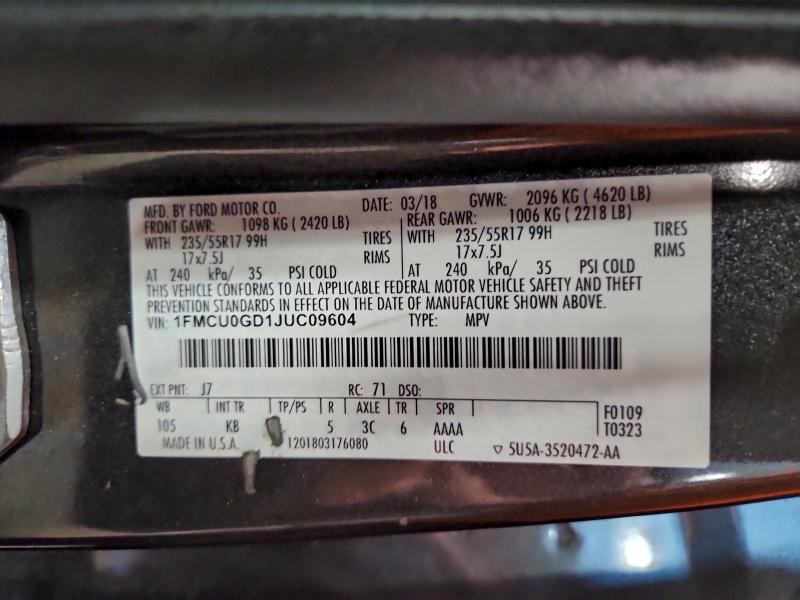 MFD. BY FORD MOTOR CO. DATE: 03/18 GVWR: 2096 KG ( 4620 LB)
FRONT GAWR: 1098 KG ( 2420 LB) REAR GAWR: 1006 KG ( 2218 LB)
WITH 235/55R17 99H TIRES WITH 235/55R17 99H TIRES
17x7.5J RIMS 17x7.5J RIMS
AT 240 kPa/ 35 PSI COLD AT 240 kPa/ 35 PSI COLD
THIS VEHICLE CONFORMS TO ALL APPLICABLE FEDERAL MOTOR VEHICLE SAFETY AND THEFT
PREVENTION STANDARDS IN EFFECT ON THE DATE OF MANUFACTURE SHOWN ABOVE.
VIN: 1FMCU0GD1JUC09604 TYPE: MPV
EXT PNT: J7 RC: 71 DSO:
WB INT TR TP/PS R AXLE TR SPR F0109
105 KB 5 3C 6 AAAA T0323
MADE IN U.S.A. 1201803176080 ULC ▽ 5U5A-3520472-AA